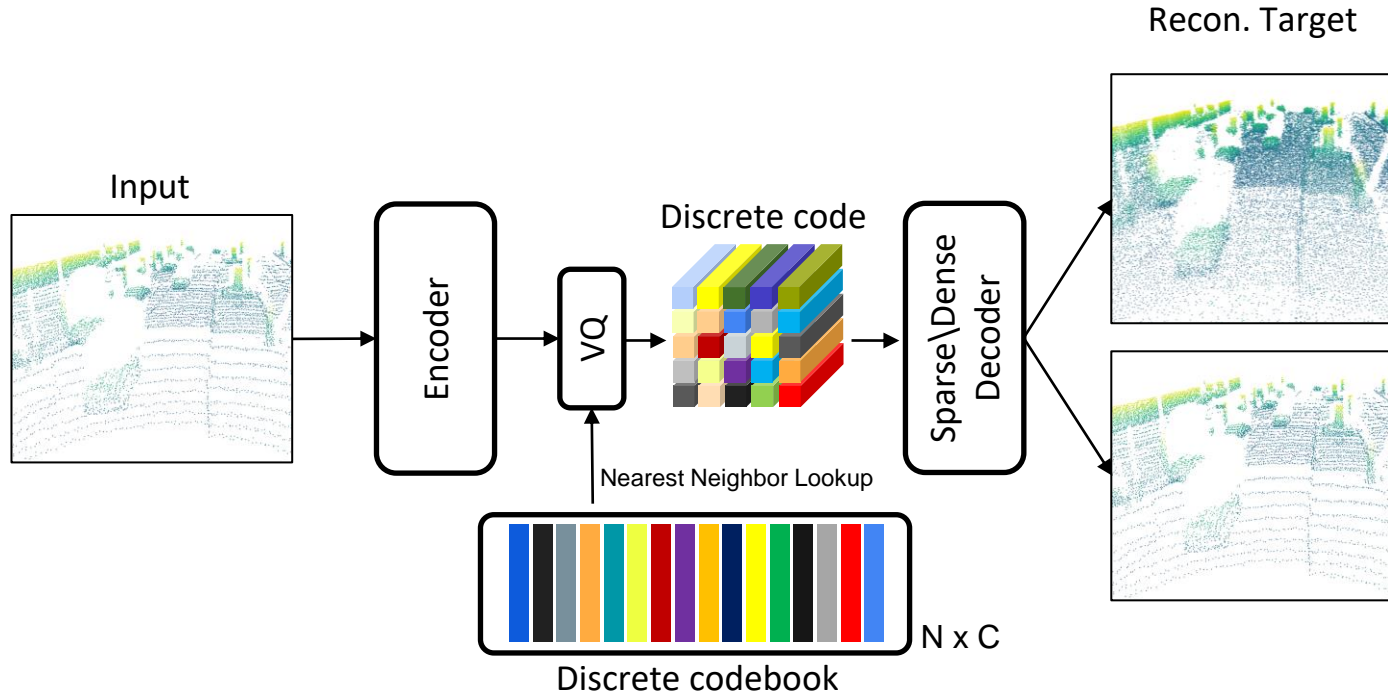 Recon. Target
Input
Encoder
VQ
Discrete code
Sparse\Dense
Decoder
Nearest Neighbor Lookup
N x C
Discrete codebook